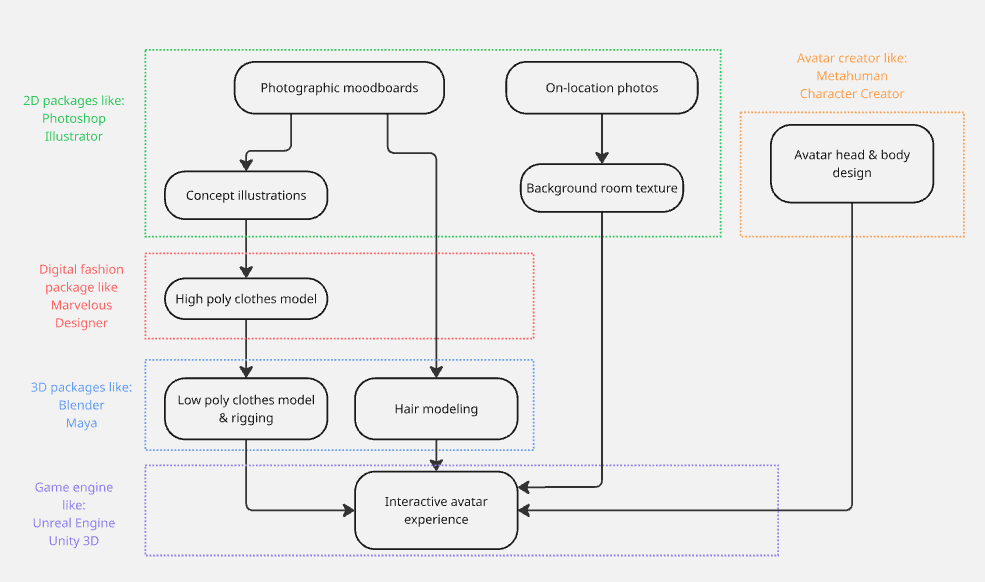 Avatar creator like:
Metahuman
Character Creator
2D packages like:
Photoshop
Illustrator
Photographic moodboards
On-location photos
Avatar head & body
design
Concept illustrations
Background room texture
Digital fashion
package like
Marvelous
Designer
High poly clothes model
3D packages like:
Blender
Maya
Low poly clothes model
& rigging
Hair modeling
Game engine
like:
Unreal Engine
Unity 3D
Interactive avatar
experience